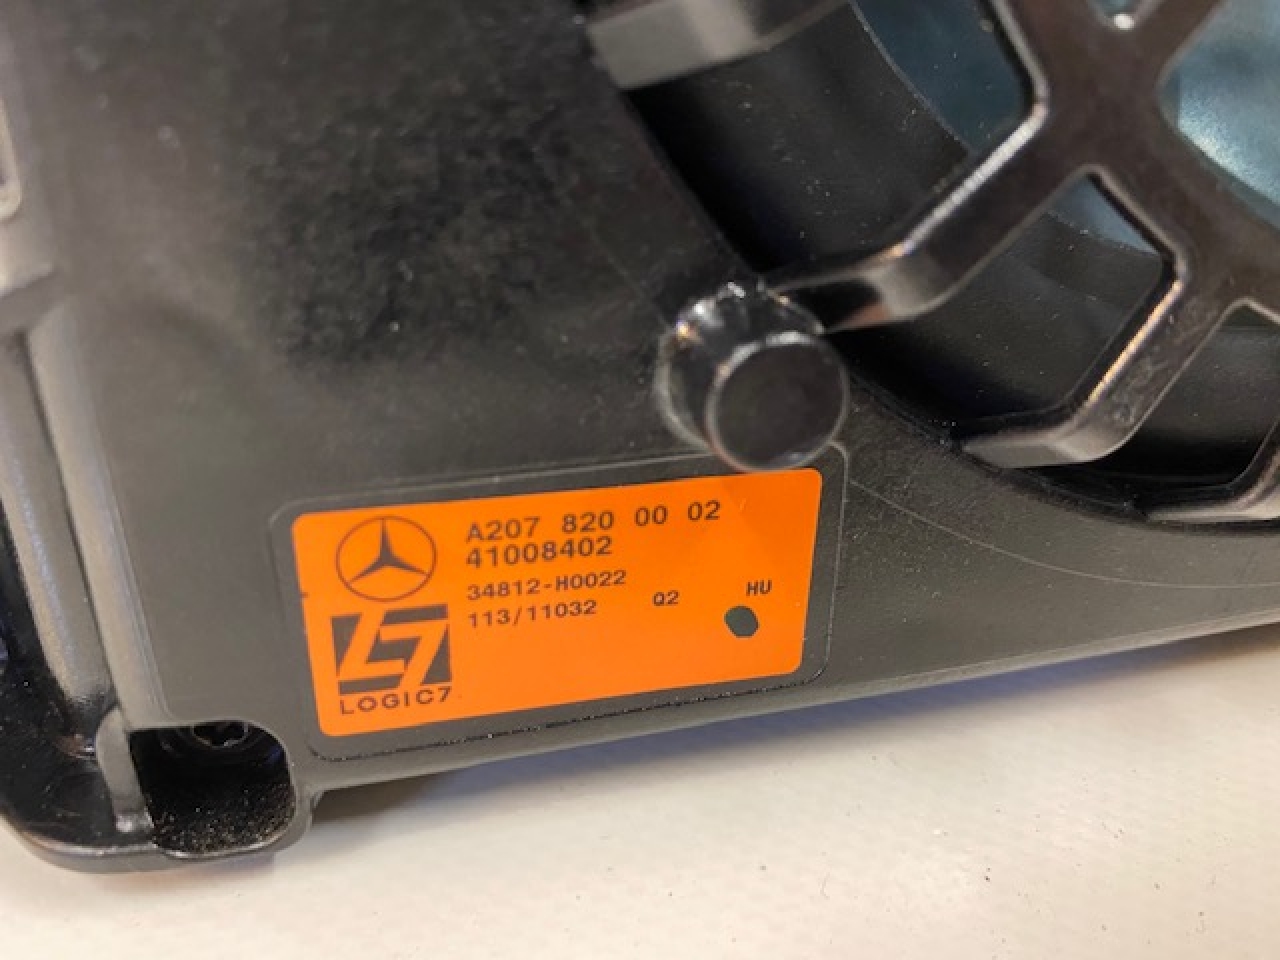 A207 820 00 02
41008402
34812-H0022
113/11032 Q2 HU
LOGIC7